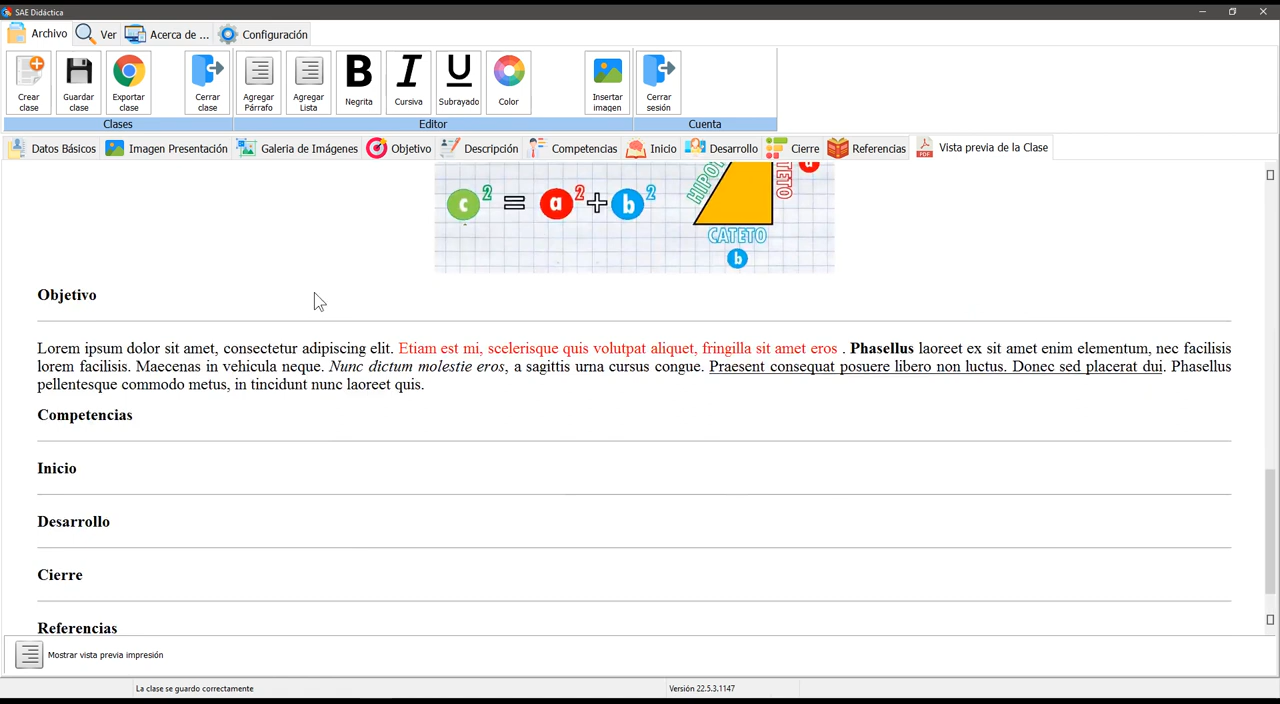 SAE Didáctica
Archivo Ver Acerca de ... Configuración
Crear clase
Guardar clase
Exportar clase
Cerrar clase
Agregar Párrafo
Agregar Lista
B Negrita
I Cursiva
U Subrayado
Color
Insertar imagen
Cerrar sesión
Clases Editor Cuenta
Datos Básicos Imagen Presentación Galeria de Imágenes Objetivo Descripción Competencias Inicio Desarrollo Cierre Referencias Vista previa de la Clase
c 2 = a 2 + b 2
CATETO
a
CATETO
b
Objetivo
Lorem ipsum dolor sit amet, consectetur adipiscing elit. Etiam est mi, scelerisque quis volutpat aliquet, fringilla sit amet eros . Phasellus laoreet ex sit amet enim elementum, nec facilisis
lorem facilisis. Maecenas in vehicula neque. Nunc dictum molestie eros, a sagittis urna cursus congue. Praesent consequat posuere libero non luctus. Donec sed placerat dui. Phasellus
pellentesque commodo metus, in tincidunt nunc laoreet quis.
Competencias
Inicio
Desarrollo
Cierre
Referencias
Mostrar vista previa impresión
La clase se guardo correctamente Versión 22.5.3.1147